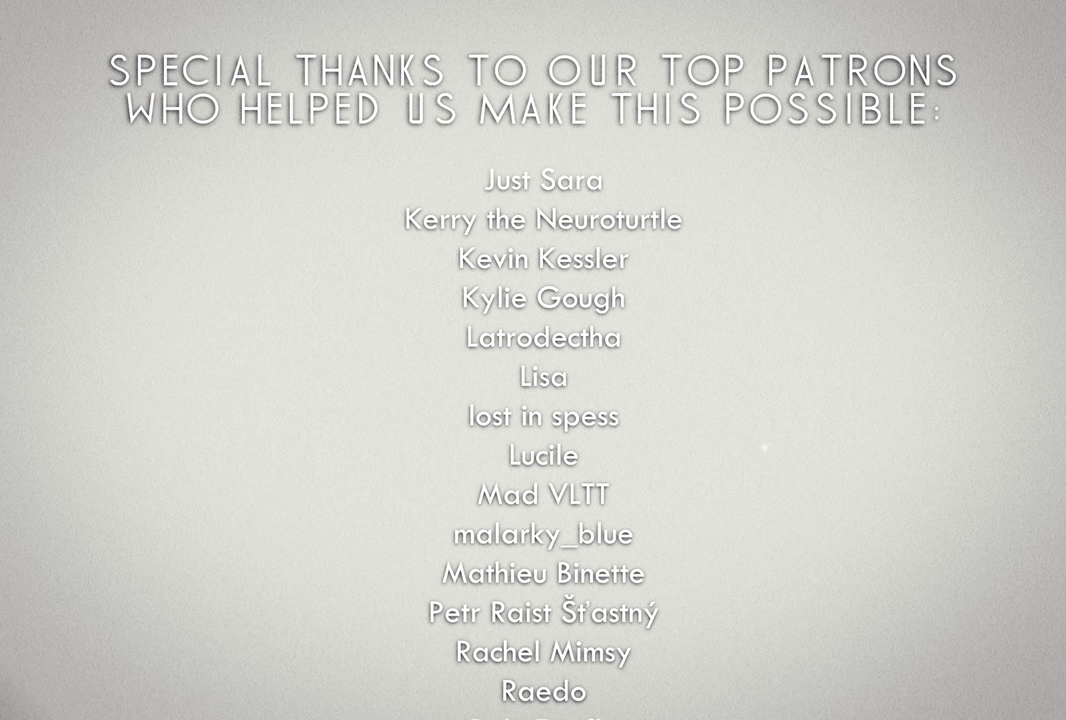 SPECIAL THANKS TO OUR TOP PATRONS
WHO HELPED US MAKE THIS POSSIBLE:
Just Sara
Kerry the Neuroturtle
Kevin Kessler
Kylie Gough
Latrodectha
Lisa
lost in spess
Lucile
Mad VLTT
malarky_blue
Mathieu Binette
Petr Raist Šťastný
Rachel Mimsy
Raedo